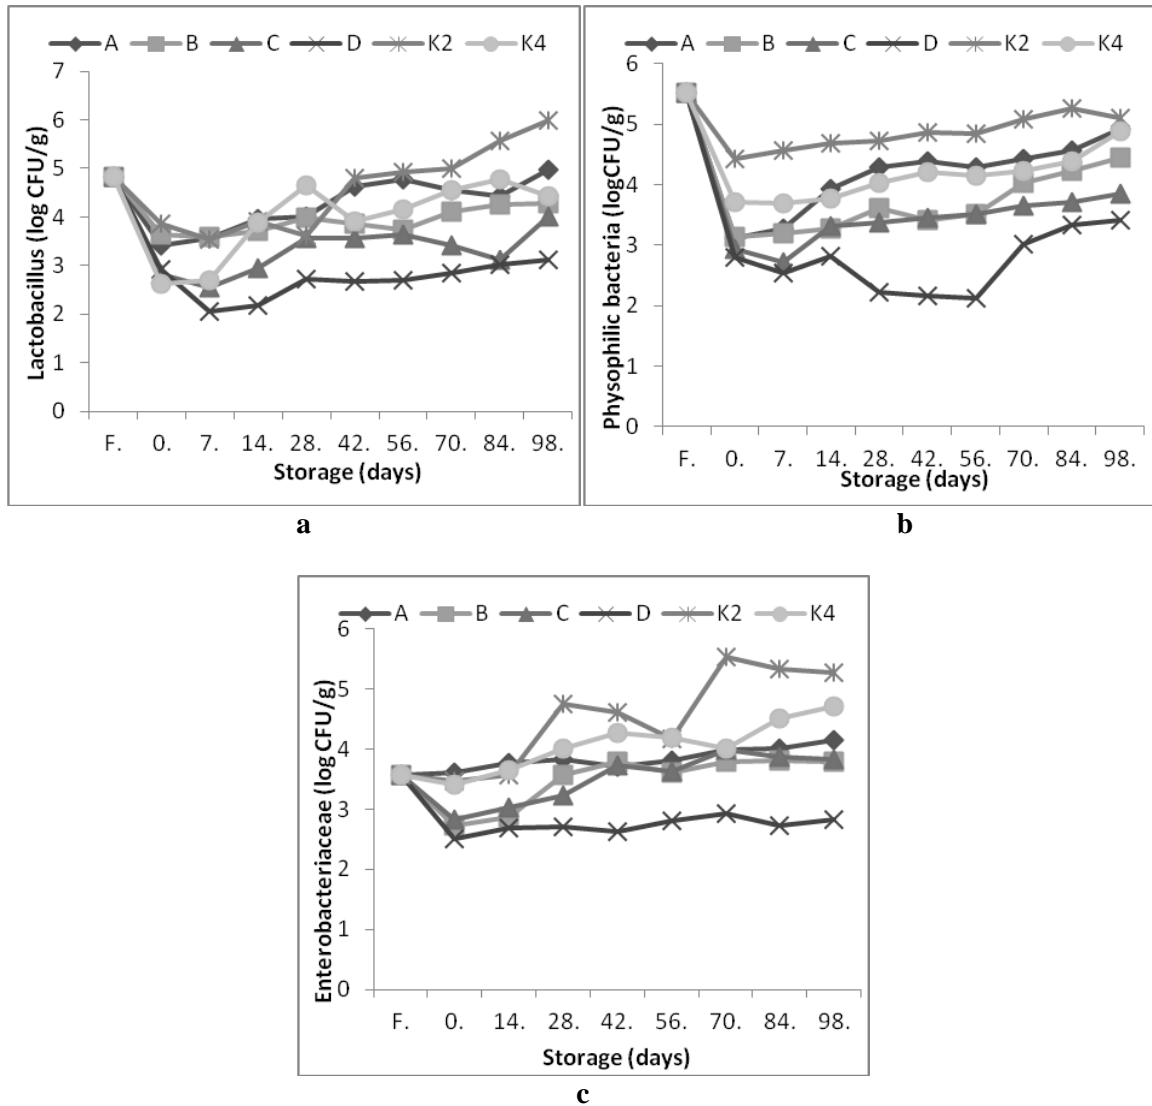 A B C D K2 K4
7
6
5
4
3
2
1
0
Lactobacillus (log CFU/g)
F. 0. 7. 14. 28. 42. 56. 70. 84. 98.
Storage (days)
a
A B C D K2 K4
6
5
4
3
2
1
0
Physophilic bacteria (logCFU/g)
F. 0. 7. 14. 28. 42. 56. 70. 84. 98.
Storage (days)
b
A B C D K2 K4
6
5
4
3
2
1
0
Enterobacteriaceae (log CFU/g)
F. 0. 14. 28. 42. 56. 70. 84. 98.
Storage (days)
c